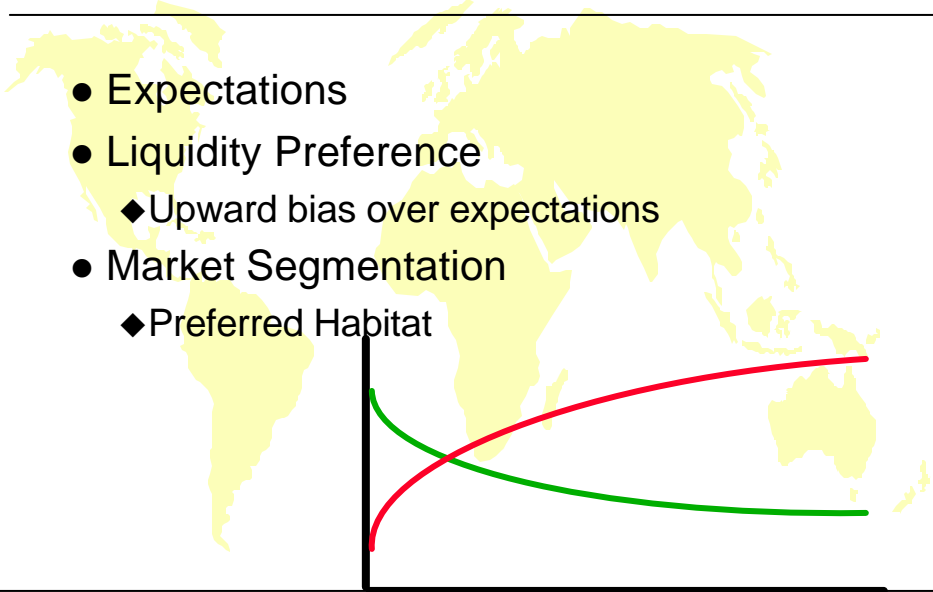 ● Expectations
● Liquidity Preference
◆Upward bias over expectations
● Market Segmentation
◆Preferred Habitat